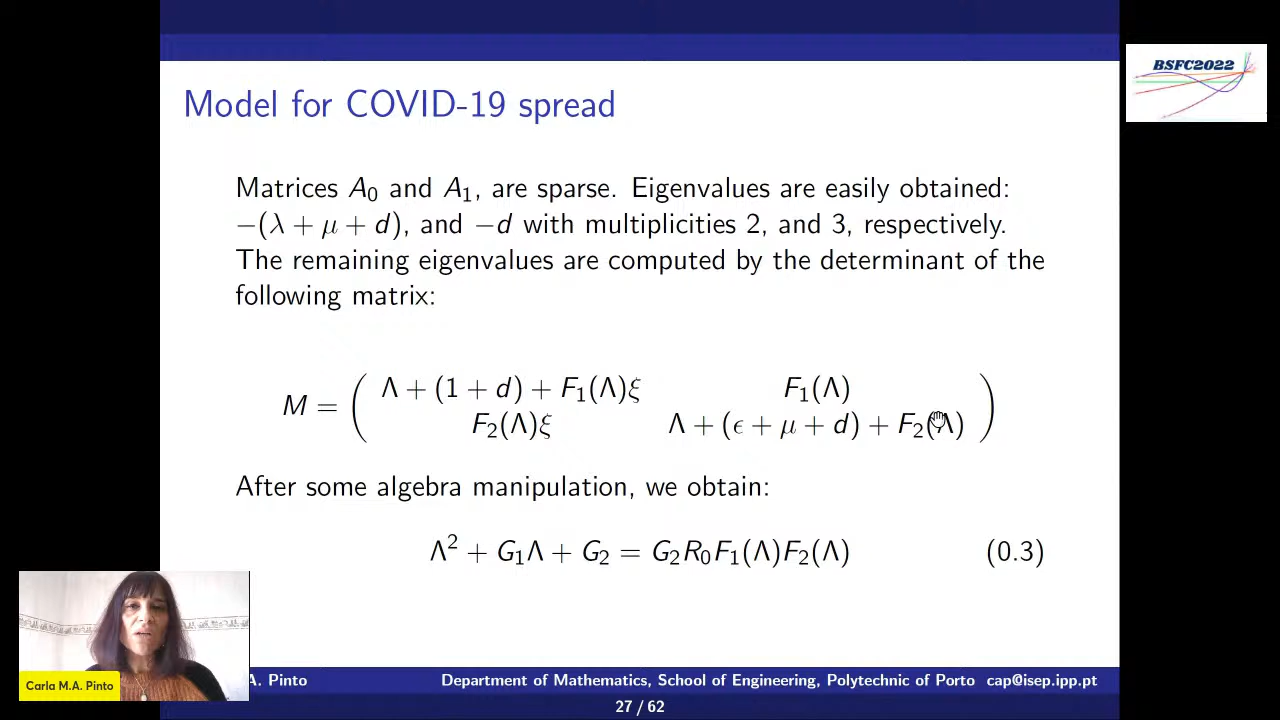 BSFC2022
Model for COVID-19 spread
Matrices A₀ and A₁, are sparse. Eigenvalues are easily obtained:
−(λ + μ + d), and −d with multiplicities 2, and 3, respectively.
The remaining eigenvalues are computed by the determinant of the
following matrix:
M = ( Λ + (1 + d) + F₁(Λ)ξ F₁(Λ)
F₂(Λ)ξ Λ + (ϵ + μ + d) + F₂(Λ) )
After some algebra manipulation, we obtain:
Λ² + G₁Λ + G₂ = G₂R₀F₁(Λ)F₂(Λ) (0.3)
Carla M.A. Pinto
A. Pinto Department of Mathematics, School of Engineering, Polytechnic of Porto cap@isep.ipp.pt
27 / 62